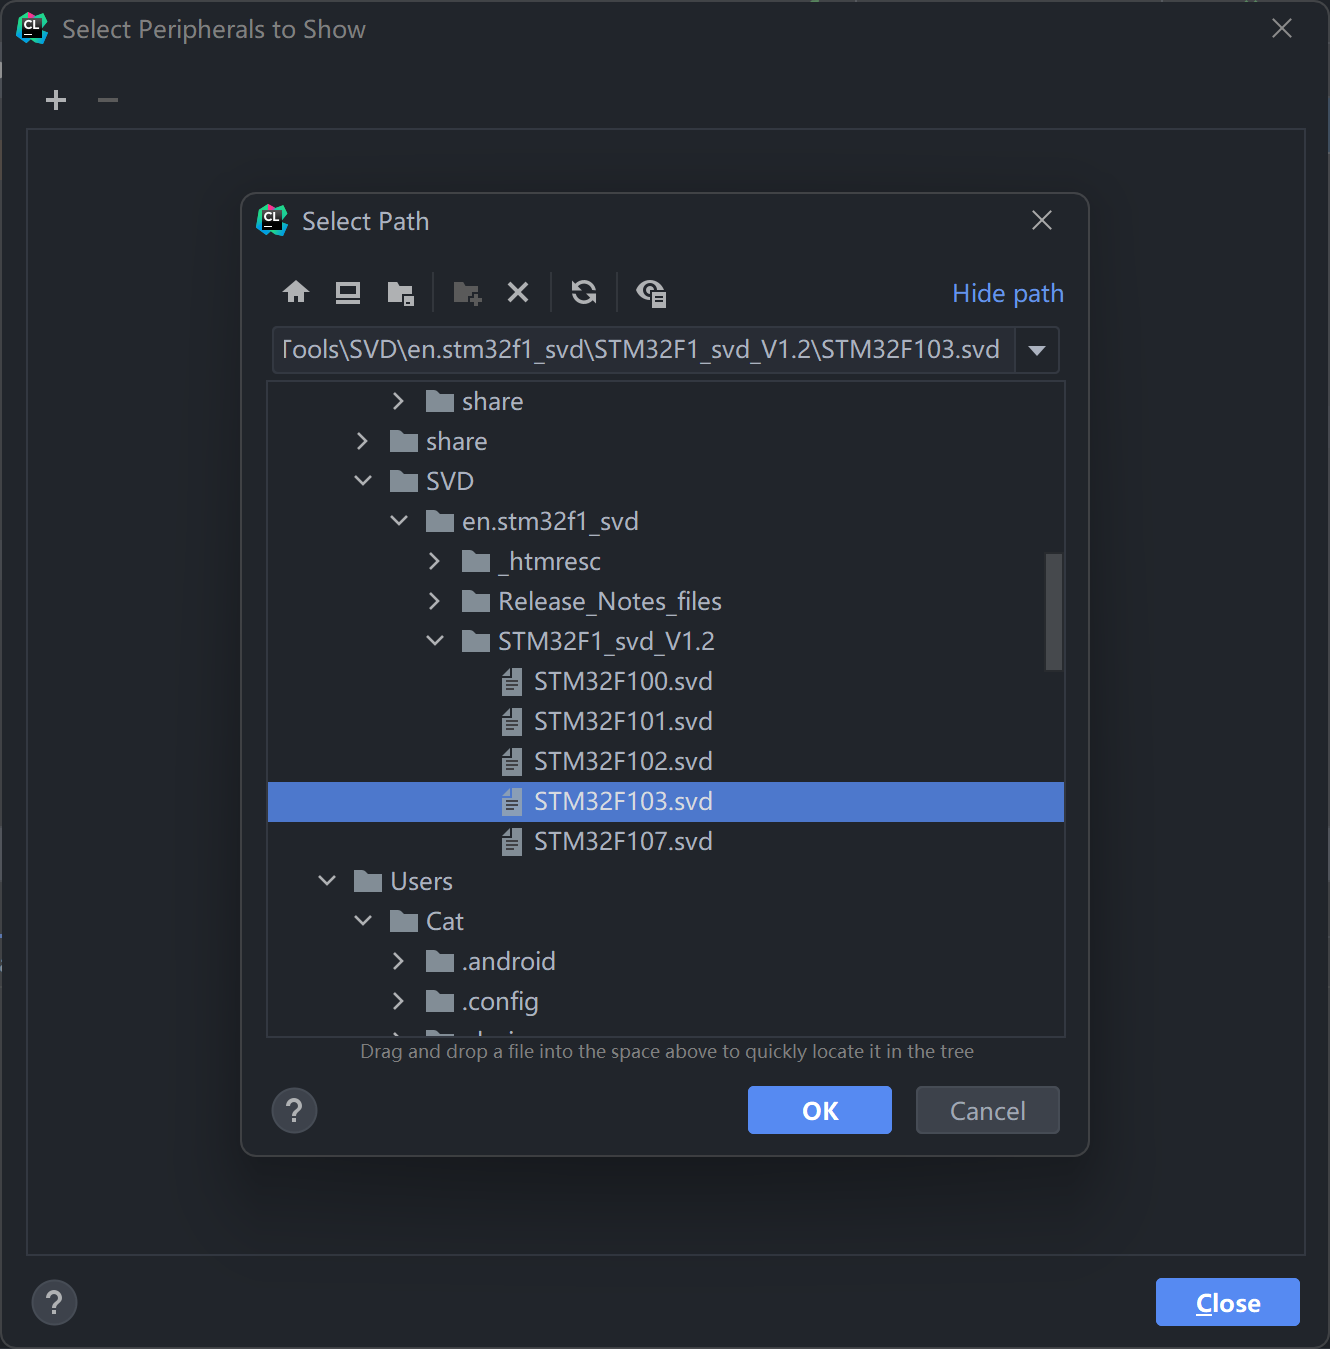 CL Select Peripherals to Show
CL Select Path
Hide path
Tools\SVD\en.stm32f1_svd\STM32F1_svd_V1.2\STM32F103.svd
share
share
SVD
en.stm32f1_svd
_htmresc
Release_Notes_files
STM32F1_svd_V1.2
STM32F100.svd
STM32F101.svd
STM32F102.svd
STM32F103.svd
STM32F107.svd
Users
Cat
.android
.config
Drag and drop a file into the space above to quickly locate it in the tree
? OK Cancel
? Close